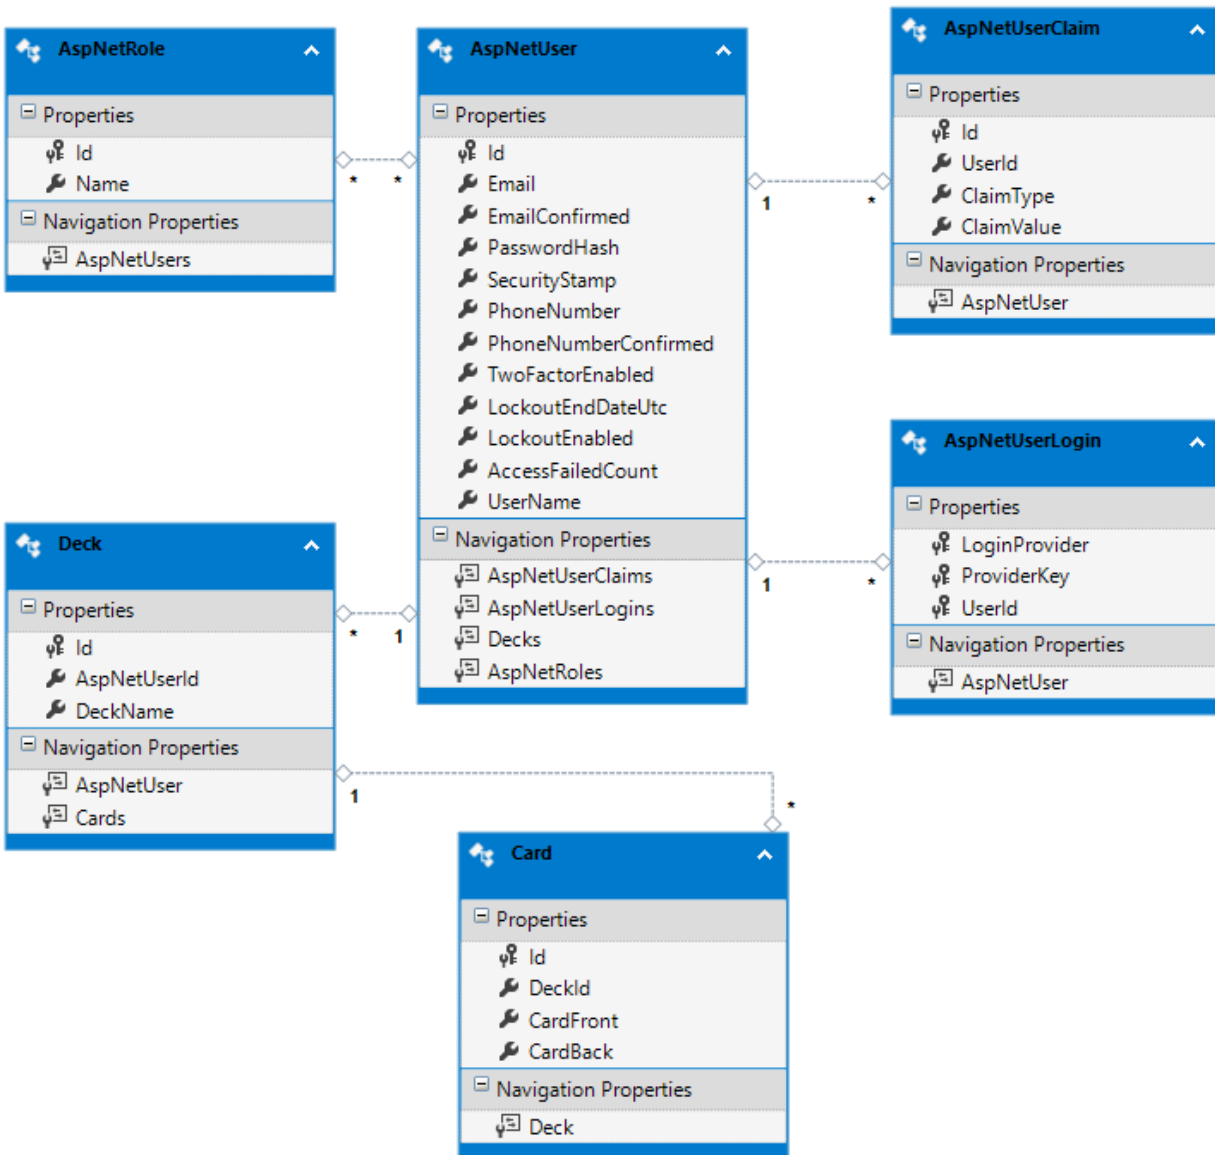 AspNetRole
Properties
Id
Name
Navigation Properties
AspNetUsers
* *
AspNetUser
Properties
Id
Email
EmailConfirmed
PasswordHash
SecurityStamp
PhoneNumber
PhoneNumberConfirmed
TwoFactorEnabled
LockoutEndDateUtc
LockoutEnabled
AccessFailedCount
UserName
Navigation Properties
AspNetUserClaims
AspNetUserLogins
Decks
AspNetRoles
1 *
AspNetUserClaim
Properties
Id
UserId
ClaimType
ClaimValue
Navigation Properties
AspNetUser
1 *
AspNetUserLogin
Properties
LoginProvider
ProviderKey
UserId
Navigation Properties
AspNetUser
Deck
Properties
Id
AspNetUserId
DeckName
Navigation Properties
AspNetUser
Cards
* 1
1 *
Card
Properties
Id
DeckId
CardFront
CardBack
Navigation Properties
Deck